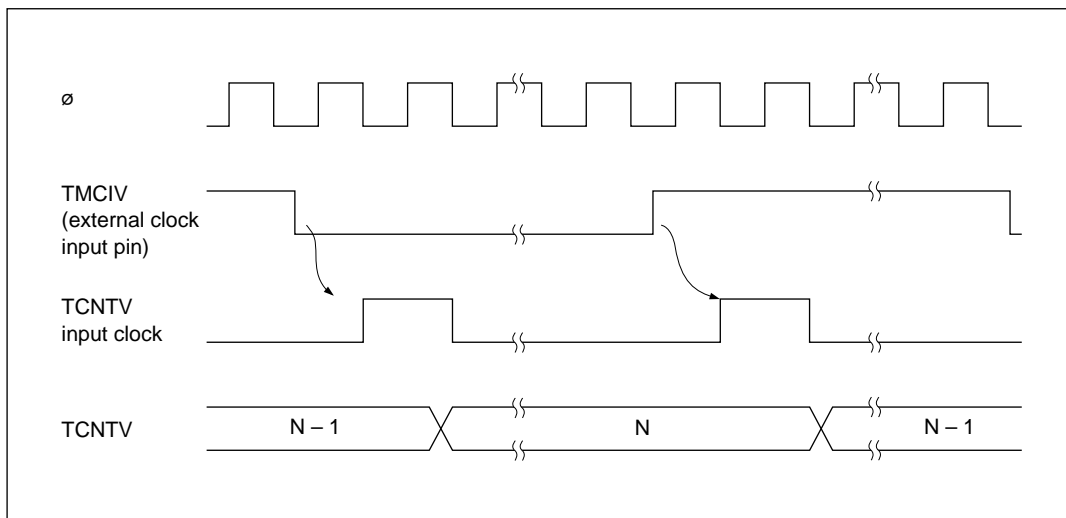 ø
TMCIV
(external clock
input pin)
TCNTV
input clock
TCNTV
N – 1
N
N – 1